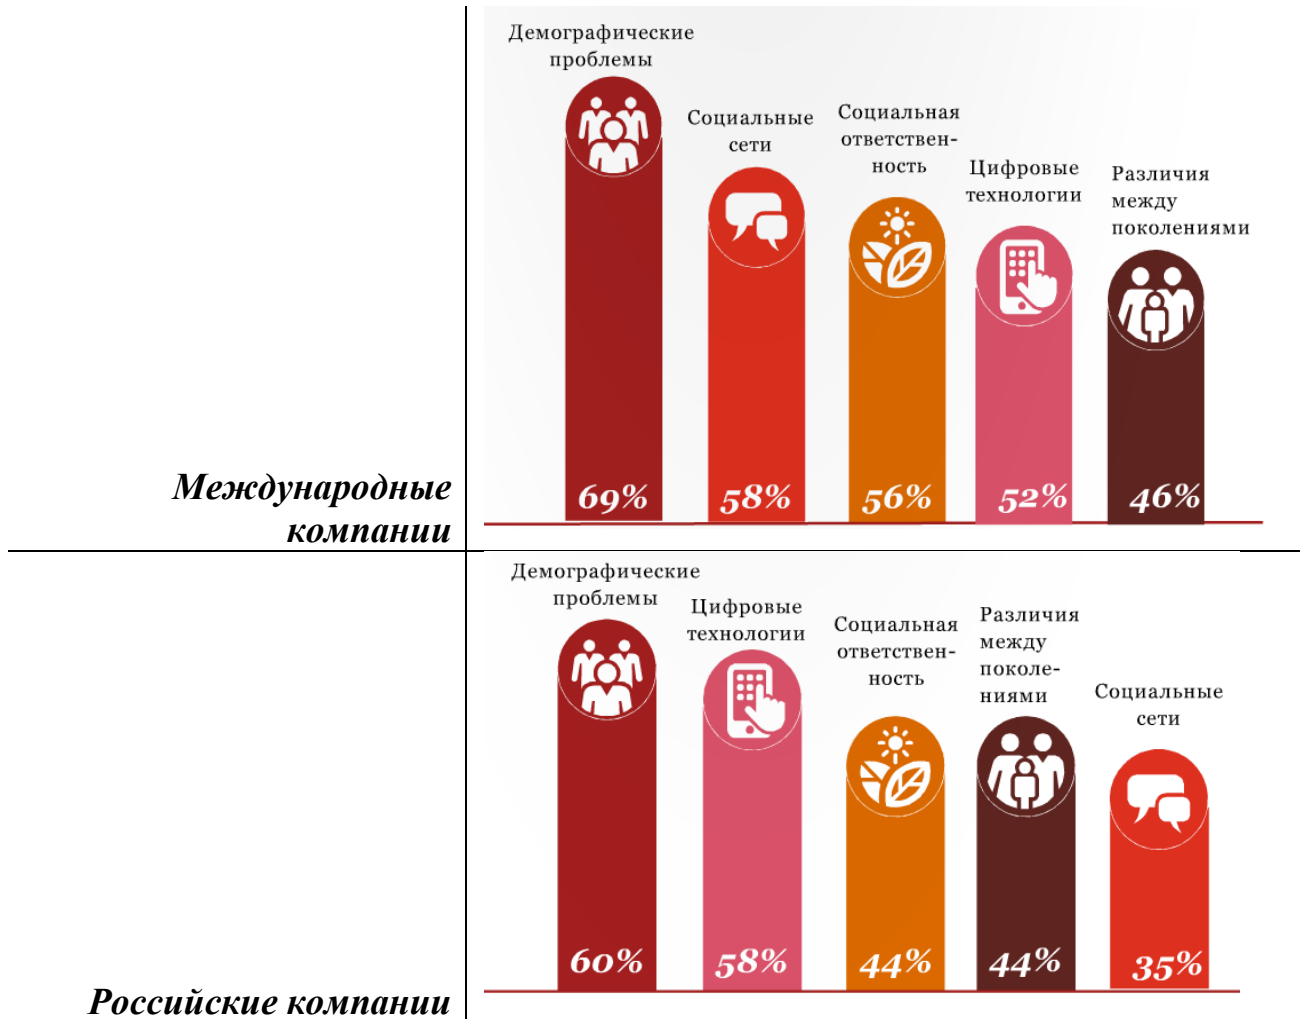 Демографические
проблемы
Социальные
сети
Социальная
ответствен-
ность
Цифровые
технологии
Различия
между
поколениями
69%
58%
56%
52%
46%
Международные
компании
Демографические
проблемы
Цифровые
технологии
Социальная
ответствен-
ность
Различия
между
поколе-
ниями
Социальные
сети
60%
58%
44%
44%
35%
Российские компании